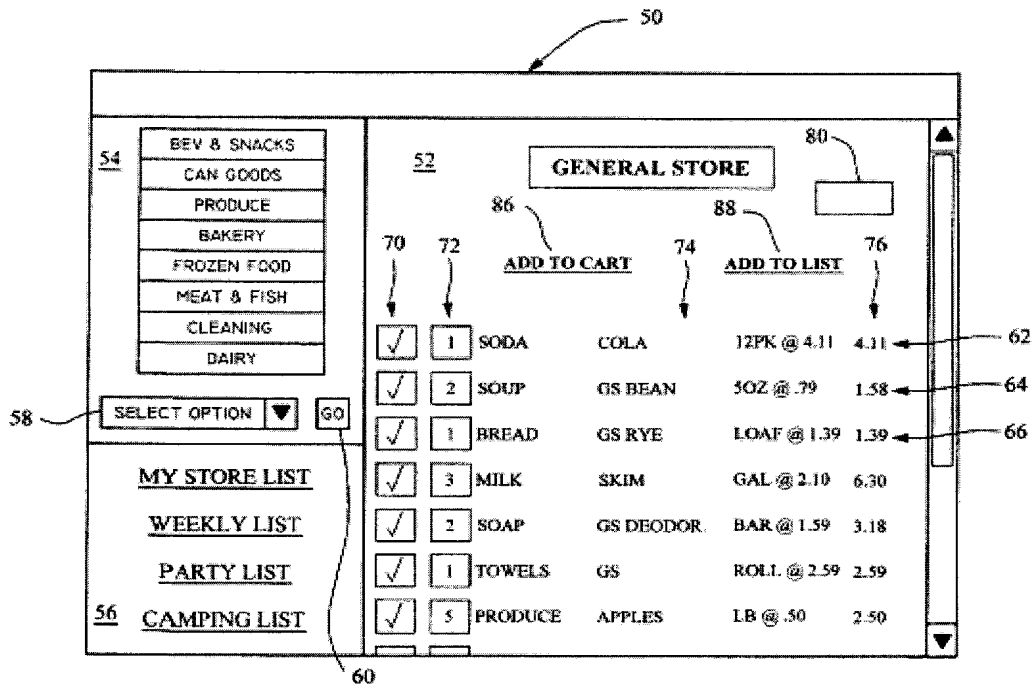 50
54
BEV & SNACKS
CAN GOODS
PRODUCE
BAKERY
FROZEN FOOD
MEAT & FISH
CLEANING
DAIRY
58
SELECT OPTION
GO
MY STORE LIST
WEEKLY LIST
PARTY LIST
56 CAMPING LIST
60
52
GENERAL STORE
80
86
88
70
72
74
76
ADD TO CART
ADD TO LIST
1 SODA COLA 12PK @ 4.11 4.11 62
2 SOUP GS BEAN 5OZ @ .79 1.58 64
1 BREAD GS RYE LOAF @ 1.39 1.39 66
3 MILK SKIM GAL @ 2.10 6.30
2 SOAP GS DEODOR. BAR @ 1.59 3.18
1 TOWELS GS ROLL @ 2.59 2.59
5 PRODUCE APPLES LB @ .50 2.50